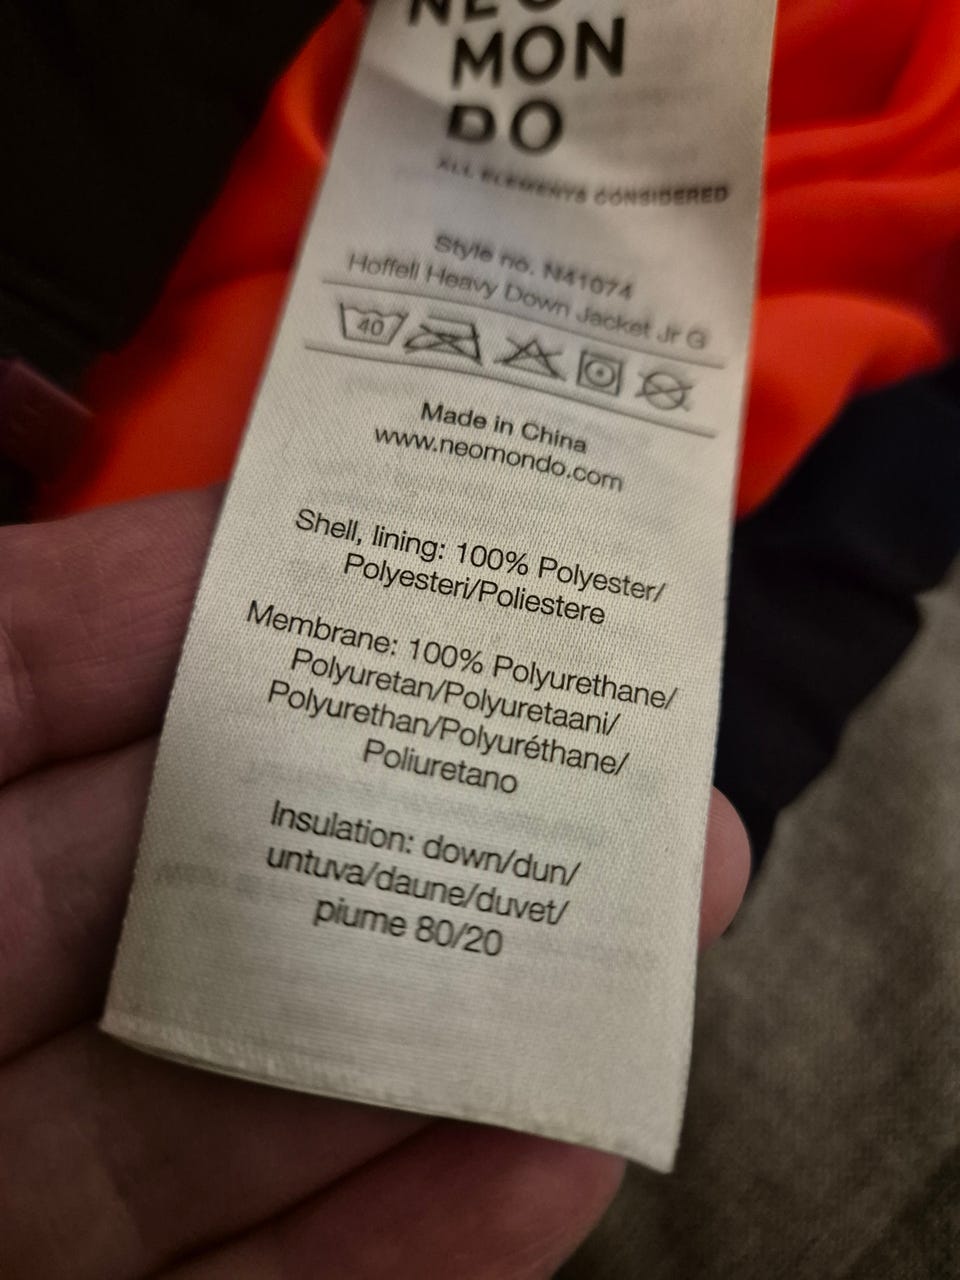 NEO
MON
DO
ALL ELEMENTS CONSIDERED
Style no. N41074
Hoffell Heavy Down Jacket Jr G
40
Made in China
www.neomondo.com
Shell, lining: 100% Polyester/
Polyesteri/Poliestere
Membrane: 100% Polyurethane/
Polyuretan/Polyuretaani/
Polyurethan/Polyuréthane/
Poliuretano
Insulation: down/dun/
untuva/daune/duvet/
piume 80/20